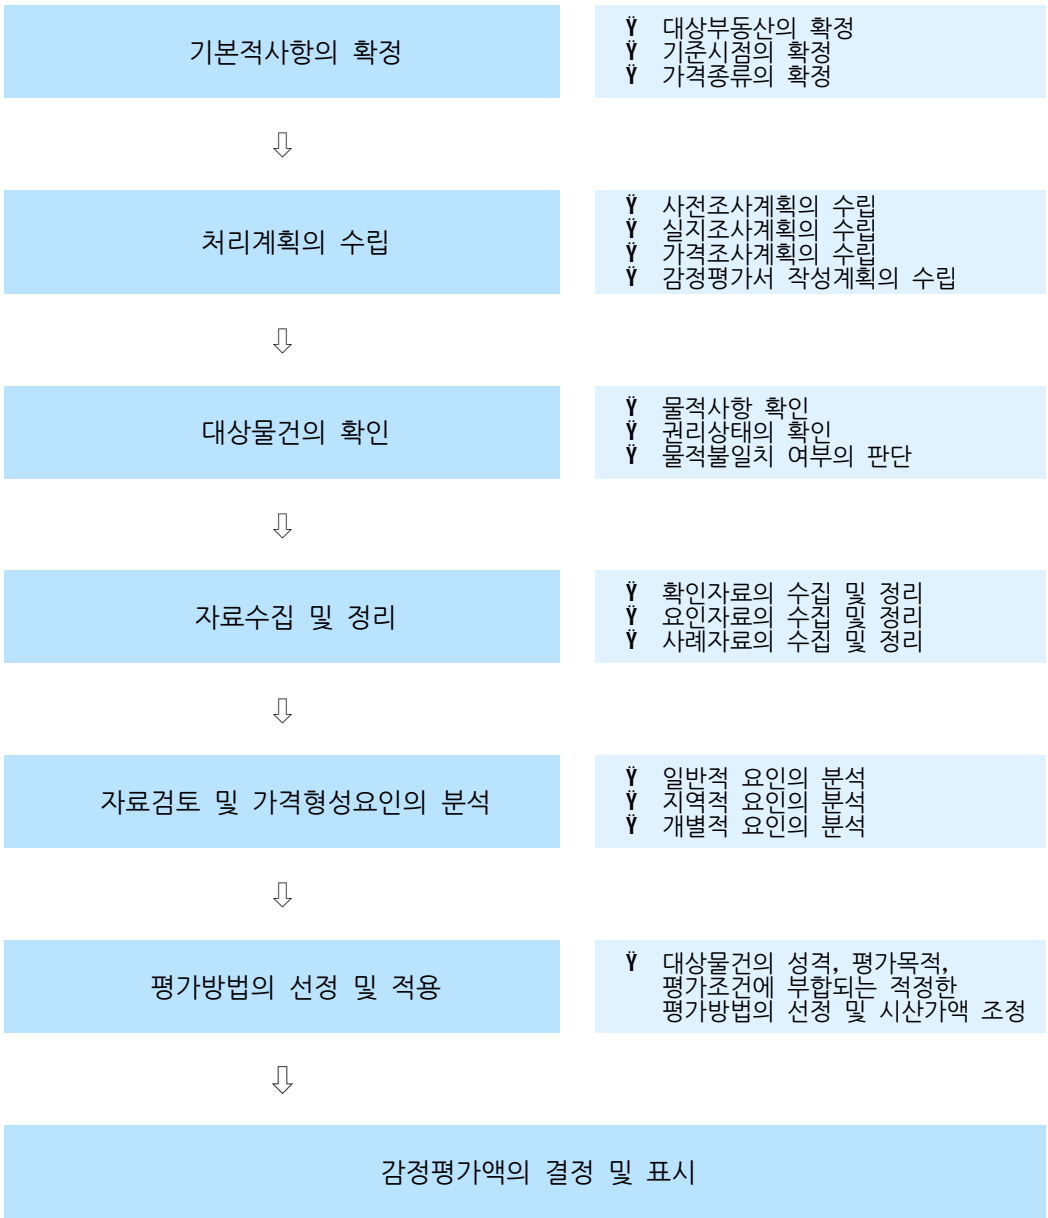 기본적사항의 확정
Ÿ 대상부동산의 확정
Ÿ 기준시점의 확정
Ÿ 가격종류의 확정
⇩
처리계획의 수립
Ÿ 사전조사계획의 수립
Ÿ 실지조사계획의 수립
Ÿ 가격조사계획의 수립
Ÿ 감정평가서 작성계획의 수립
⇩
대상물건의 확인
Ÿ 물적사항 확인
Ÿ 권리상태의 확인
Ÿ 물적불일치 여부의 판단
⇩
자료수집 및 정리
Ÿ 확인자료의 수집 및 정리
Ÿ 요인자료의 수집 및 정리
Ÿ 사례자료의 수집 및 정리
⇩
자료검토 및 가격형성요인의 분석
Ÿ 일반적 요인의 분석
Ÿ 지역적 요인의 분석
Ÿ 개별적 요인의 분석
⇩
평가방법의 선정 및 적용
Ÿ 대상물건의 성격, 평가목적,
평가조건에 부합되는 적정한
평가방법의 선정 및 시산가액 조정
⇩
감정평가액의 결정 및 표시